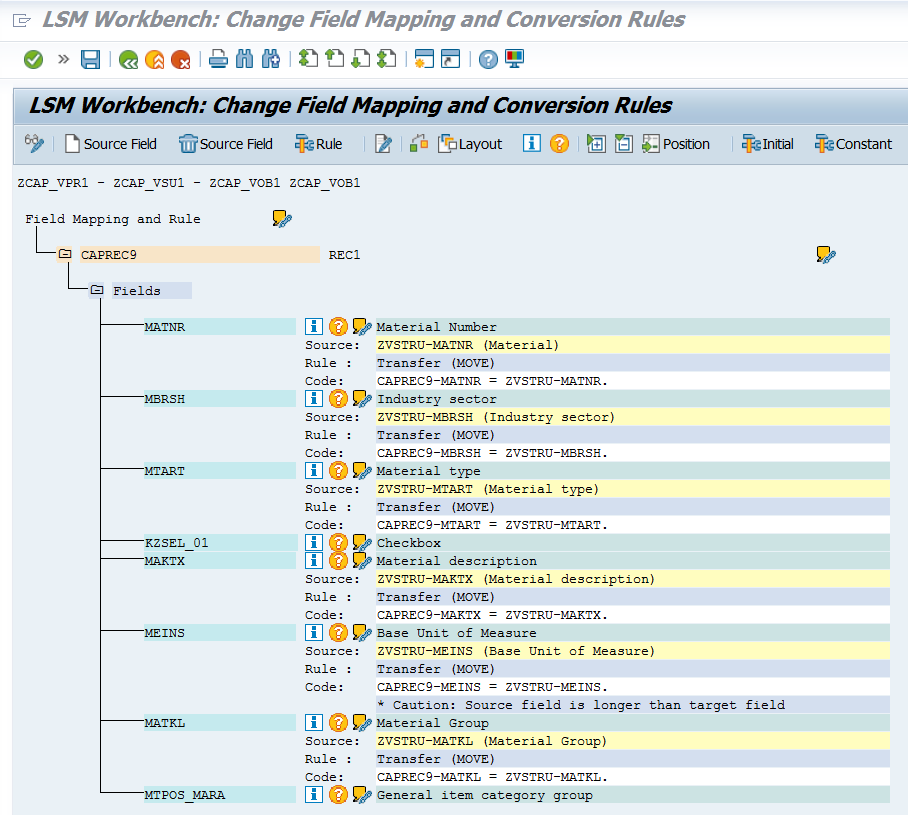 LSM Workbench: Change Field Mapping and Conversion Rules
LSM Workbench: Change Field Mapping and Conversion Rules
Source Field Source Field Rule Layout Position Initial Constant
ZCAP_VPR1 - ZCAP_VSU1 - ZCAP_VOB1 ZCAP_VOB1
Field Mapping and Rule
CAPREC9 REC1
Fields
MATNR Material Number
Source: ZVSTRU-MATNR (Material)
Rule : Transfer (MOVE)
Code: CAPREC9-MATNR = ZVSTRU-MATNR.
MBRSH Industry sector
Source: ZVSTRU-MBRSH (Industry sector)
Rule : Transfer (MOVE)
Code: CAPREC9-MBRSH = ZVSTRU-MBRSH.
MTART Material type
Source: ZVSTRU-MTART (Material type)
Rule : Transfer (MOVE)
Code: CAPREC9-MTART = ZVSTRU-MTART.
KZSEL_01 Checkbox
MAKTX Material description
Source: ZVSTRU-MAKTX (Material description)
Rule : Transfer (MOVE)
Code: CAPREC9-MAKTX = ZVSTRU-MAKTX.
MEINS Base Unit of Measure
Source: ZVSTRU-MEINS (Base Unit of Measure)
Rule : Transfer (MOVE)
Code: CAPREC9-MEINS = ZVSTRU-MEINS.
* Caution: Source field is longer than target field
MATKL Material Group
Source: ZVSTRU-MATKL (Material Group)
Rule : Transfer (MOVE)
Code: CAPREC9-MATKL = ZVSTRU-MATKL.
MTPOS_MARA General item category group